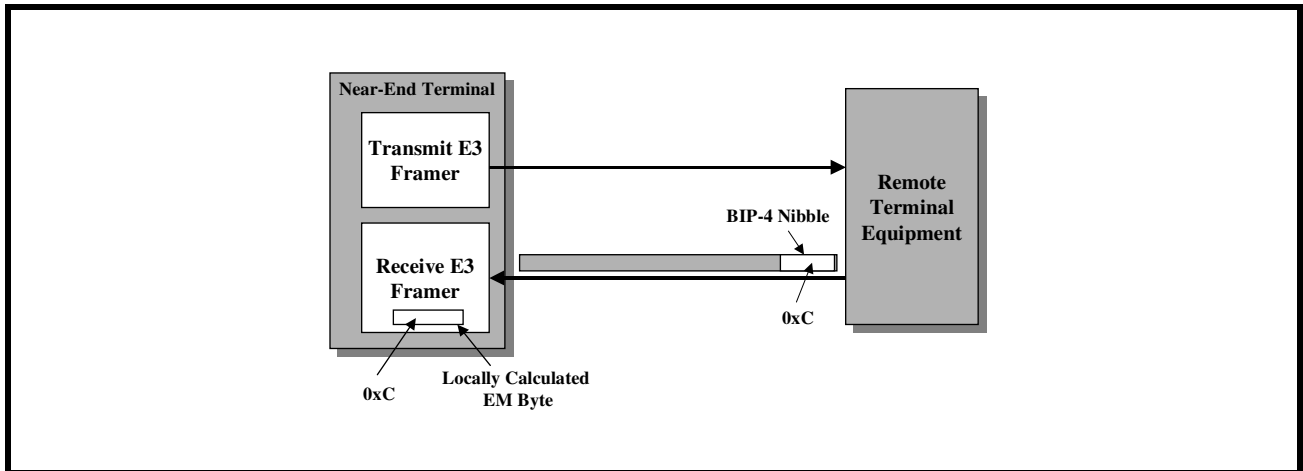 Near-End Terminal
Transmit E3
Framer
Receive E3
Framer
0xC
Locally Calculated
EM Byte
BIP-4 Nibble
0xC
Remote
Terminal
Equipment